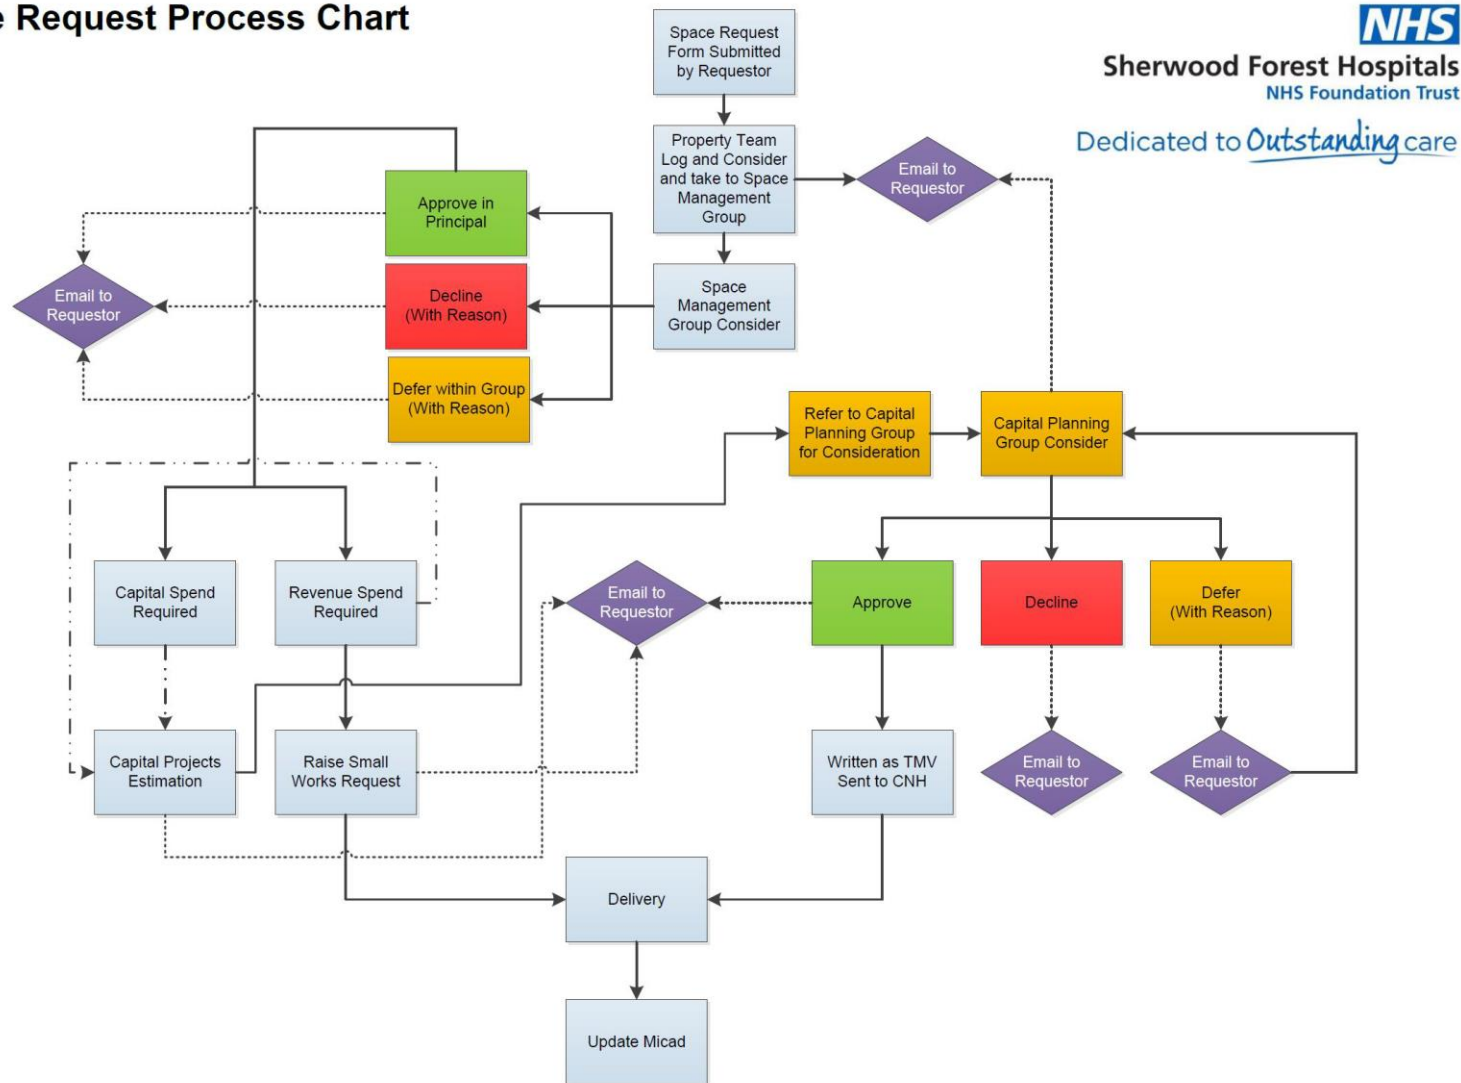 e Request Process Chart
NHS
Sherwood Forest Hospitals
NHS Foundation Trust
Dedicated to Outstanding care
Space Request
Form Submitted
by Requestor
Property Team
Log and Consider
and take to Space
Management
Group
Email to
Requestor
Approve in
Principal
Email to
Requestor
Decline
(With Reason)
Space
Management
Group Consider
Defer within Group
(With Reason)
Refer to Capital
Planning Group
for Consideration
Capital Planning
Group Consider
Capital Spend
Required
Revenue Spend
Required
Email to
Requestor
Approve
Decline
Defer
(With Reason)
Capital Projects
Estimation
Raise Small
Works Request
Written as TMV
Sent to CNH
Email to
Requestor
Email to
Requestor
Delivery
Update Micad